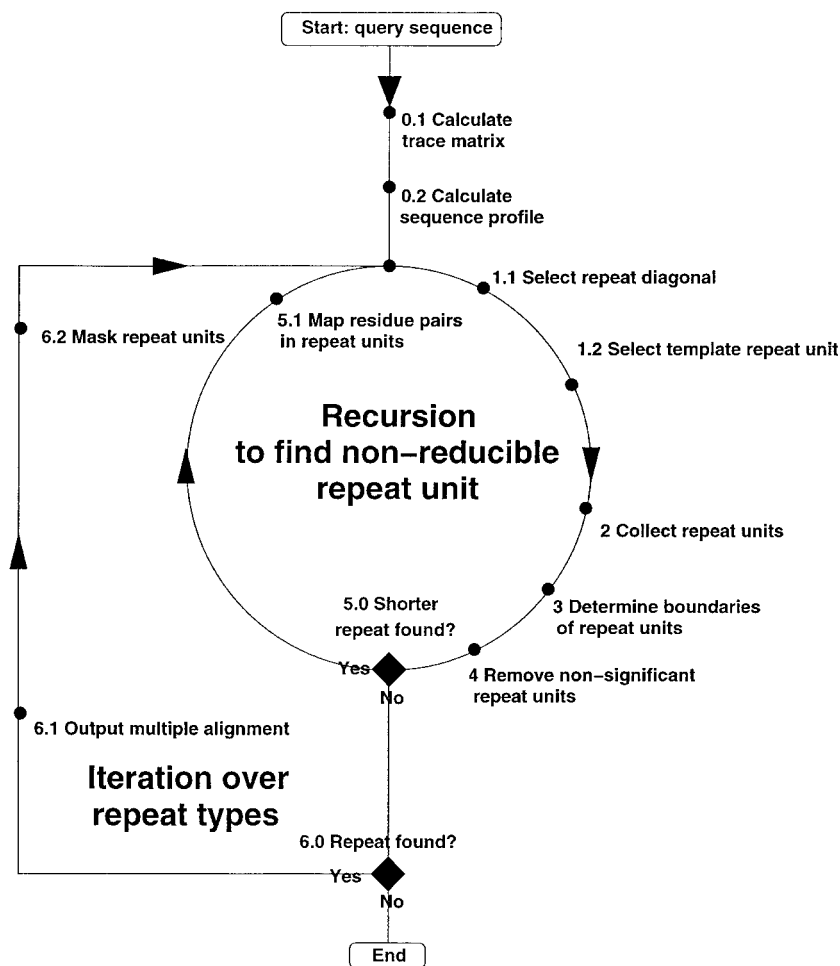 Start: query sequence
0.1 Calculate
trace matrix
0.2 Calculate
sequence profile
1.1 Select repeat diagonal
5.1 Map residue pairs
in repeat units
6.2 Mask repeat units
1.2 Select template repeat unit
Recursion
to find non−reducible
repeat unit
2 Collect repeat units
3 Determine boundaries
of repeat units
5.0 Shorter
repeat found?
4 Remove non−significant
repeat units
Yes
No
6.1 Output multiple alignment
Iteration over
repeat types
6.0 Repeat found?
Yes
No
End